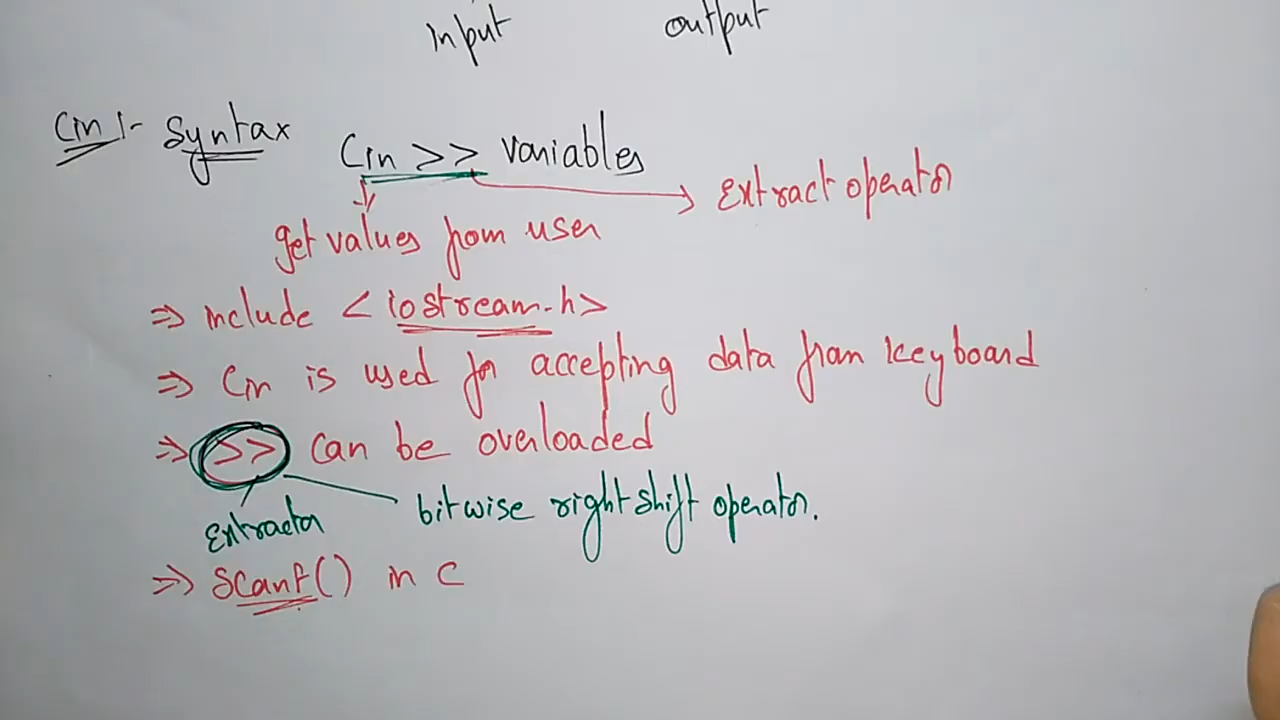 Input output
Cin :- Syntax
Cin >> variables
Extract operator
get values from user
=> include < iostream.h>
=> Cin is used for accepting data from keyboard
=> >> can be overloaded
Extractor bitwise right shift operator.
=> scanf() in C